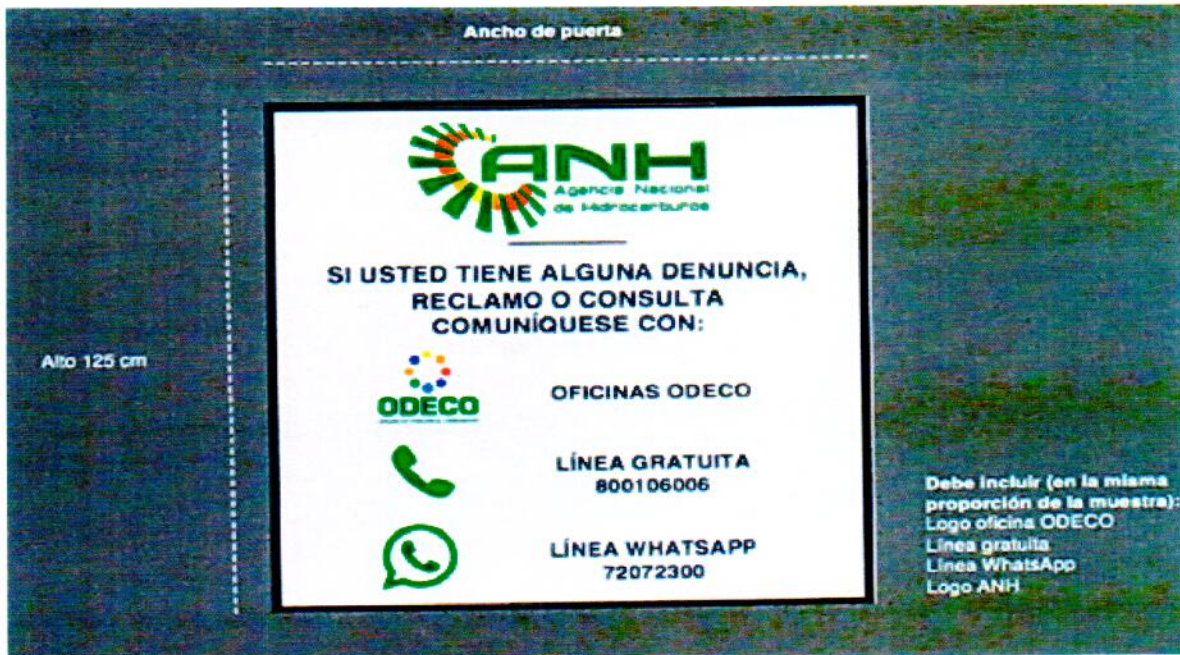 Ancho de puerta
Alto 125 cm
ANH
Agencia Nacional
de Hidrocarburos
SI USTED TIENE ALGUNA DENUNCIA,
RECLAMO O CONSULTA
COMUNÍQUESE CON:
ODECO
OFICINAS ODECO
LÍNEA GRATUITA
800106006
LÍNEA WHATSAPP
72072300
Debe incluir (en la misma
proporción de la muestra):
Logo oficina ODECO
Línea gratuita
Línea WhatsApp
Logo ANH